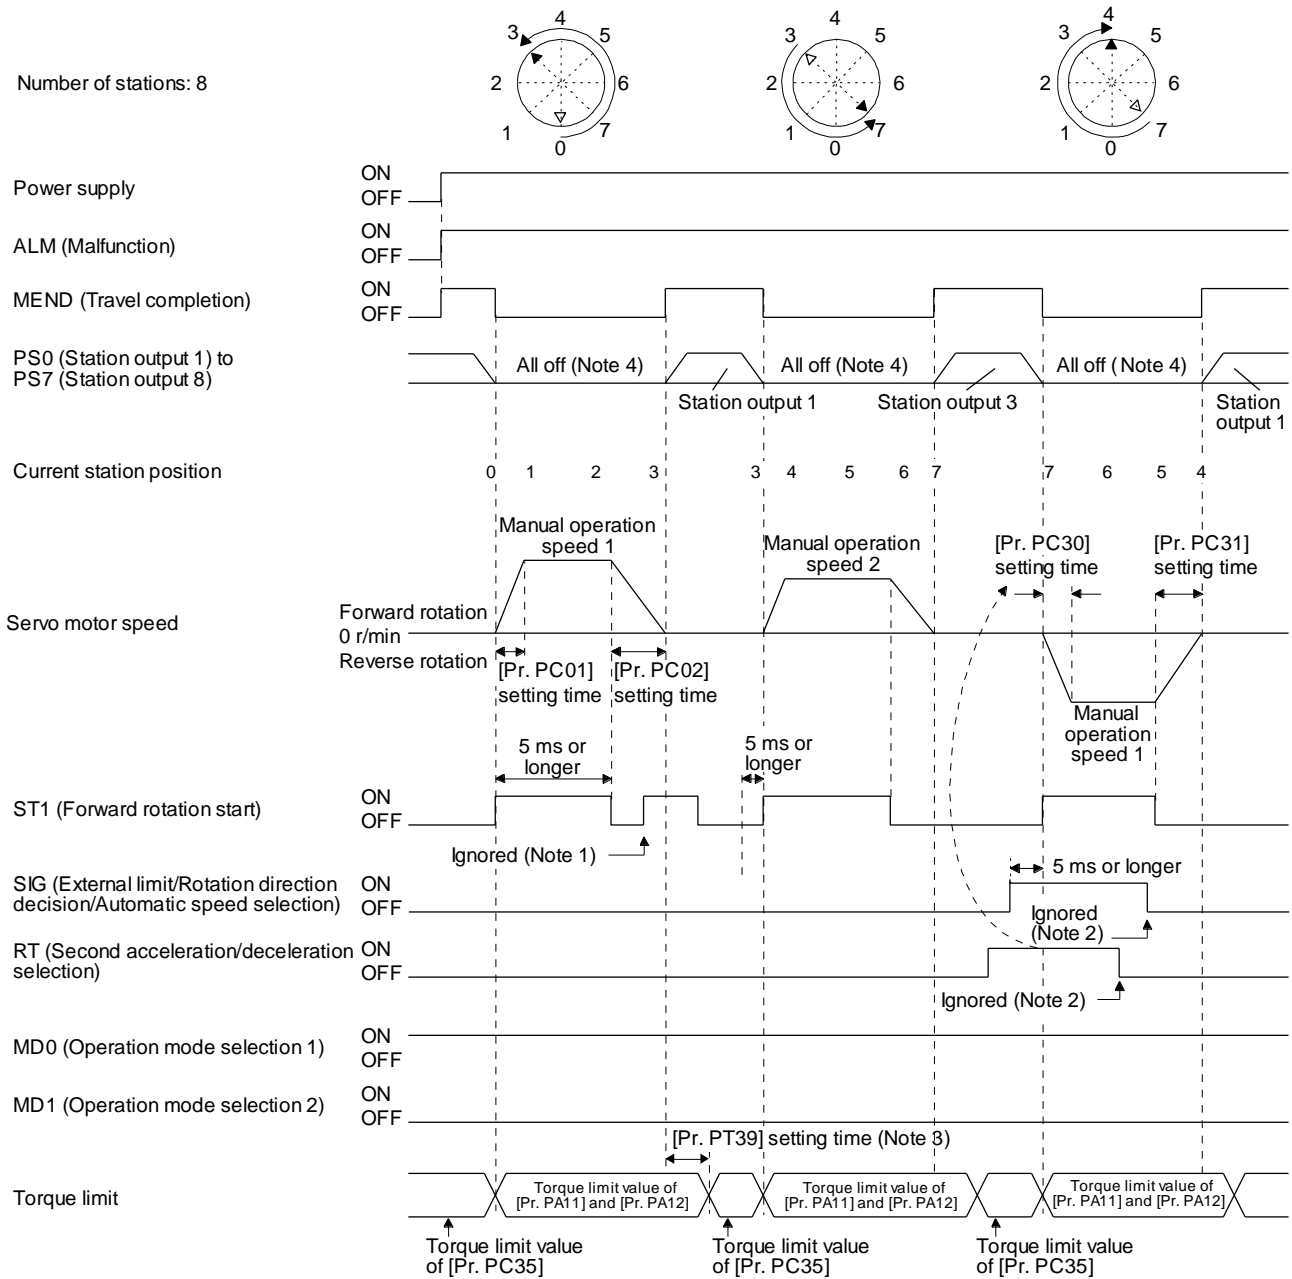 Number of stations: 8
4
3
5
2
6
1
7
0
4
3
5
2
6
1
7
0
4
3
5
2
6
1
7
0
Power supply
ON
OFF
ALM (Malfunction)
ON
OFF
MEND (Travel completion)
ON
OFF
PS0 (Station output 1) to
PS7 (Station output 8)
All off (Note 4)
All off (Note 4)
All off (Note 4)
Station output 1
Station output 3
Station
output 1
Current station position
0 1 2 3 3 4 5 6 7 7 6 5 4
Manual operation
speed 1
Manual operation
speed 2
[Pr. PC30]
setting time
[Pr. PC31]
setting time
Servo motor speed
Forward rotation
0 r/min
Reverse rotation
[Pr. PC01]
setting time
[Pr. PC02]
setting time
Manual
operation
speed 1
5 ms or
longer
5 ms or
longer
ST1 (Forward rotation start)
ON
OFF
Ignored (Note 1)
5 ms or longer
SIG (External limit/Rotation direction
decision/Automatic speed selection)
ON
OFF
Ignored
(Note 2)
RT (Second acceleration/deceleration
selection)
ON
OFF
Ignored (Note 2)
MD0 (Operation mode selection 1)
ON
OFF
MD1 (Operation mode selection 2)
ON
OFF
[Pr. PT39] setting time (Note 3)
Torque limit
Torque limit value of
[Pr. PA11] and [Pr. PA12]
Torque limit value of
[Pr. PA11] and [Pr. PA12]
Torque limit value of
[Pr. PA11] and [Pr. PA12]
Torque limit value
of [Pr. PC35]
Torque limit value
of [Pr. PC35]
Torque limit value
of [Pr. PC35]